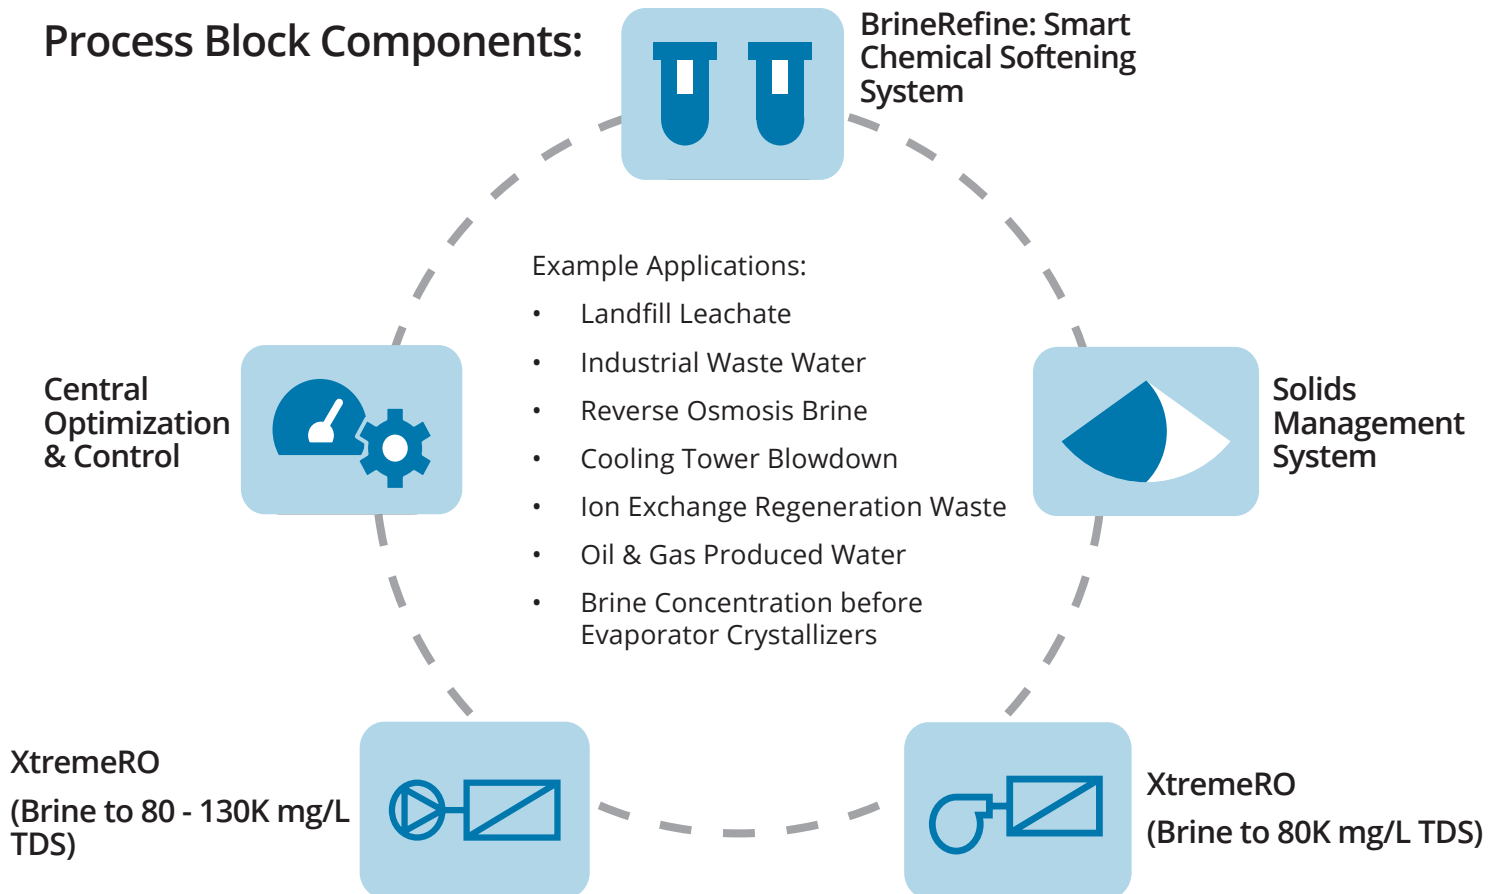 Process Block Components:
BrineRefine: Smart
Chemical Softening
System
Example Applications:
• Landfill Leachate
• Industrial Waste Water
• Reverse Osmosis Brine
• Cooling Tower Blowdown
• Ion Exchange Regeneration Waste
• Oil & Gas Produced Water
• Brine Concentration before
Evaporator Crystallizers
Central
Optimization
& Control
Solids
Management
System
XtremeRO
(Brine to 80 - 130K mg/L
TDS)
XtremeRO
(Brine to 80K mg/L TDS)